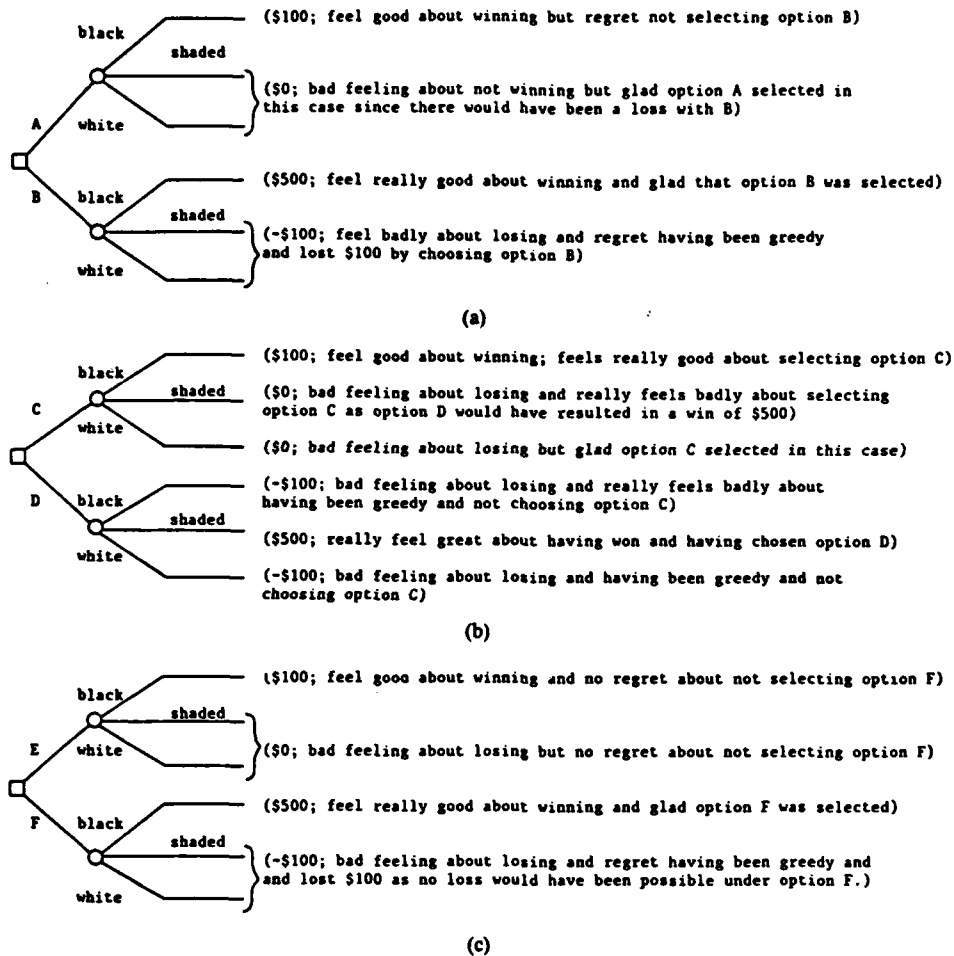 black
($100; feel good about winning but regret not selecting option B)
shaded
($0; bad feeling about not winning but glad option A selected in
this case since there would have been a loss with B)
A
white
B
black
($500; feel really good about winning and glad that option B was selected)
shaded
(-$100; feel badly about losing and regret having been greedy
and lost $100 by choosing option B)
white
(a)
black
($100; feel good about winning; feels really good about selecting option C)
shaded
($0; bad feeling about losing and really feels badly about selecting
option C as option D would have resulted in a win of $500)
C
white
($0; bad feeling about losing but glad option C selected in this case)
D
black
(-$100; bad feeling about losing and really feels badly about
having been greedy and not choosing option C)
shaded
($500; really feel great about having won and having chosen option D)
white
(-$100; bad feeling about losing and having been greedy and not
choosing option C)
(b)
black
($100; feel good about winning and no regret about not selecting option F)
shaded
E
white
($0; bad feeling about losing but no regret about not selecting option F)
F
black
($500; feel really good about winning and glad option F was selected)
shaded
(-$100; bad feeling about losing and regret having been greedy and
and lost $100 as no loss would have been possible under option F.)
white
(c)